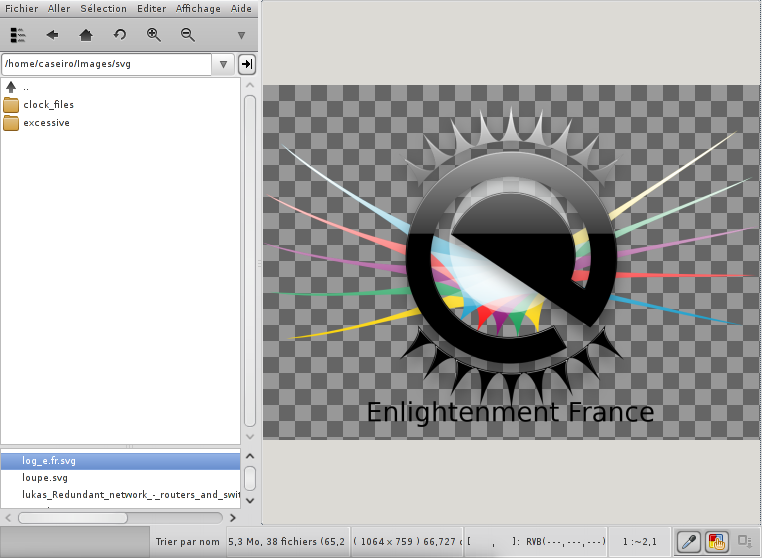 Fichier Aller Sélection Editer Affichage Aide
/home/caseiro/Images/svg
..
clock_files
excessive
Enlightenment France
log_e.fr.svg
loupe.svg
lukas_Redundant_network_-_routers_and_swit
Trier par nom 5,3 Mo, 38 fichiers (65,2 ( 1064 x 759 ) 66,727 [ , ]: RVB(---,---,---) 1 :~2,1